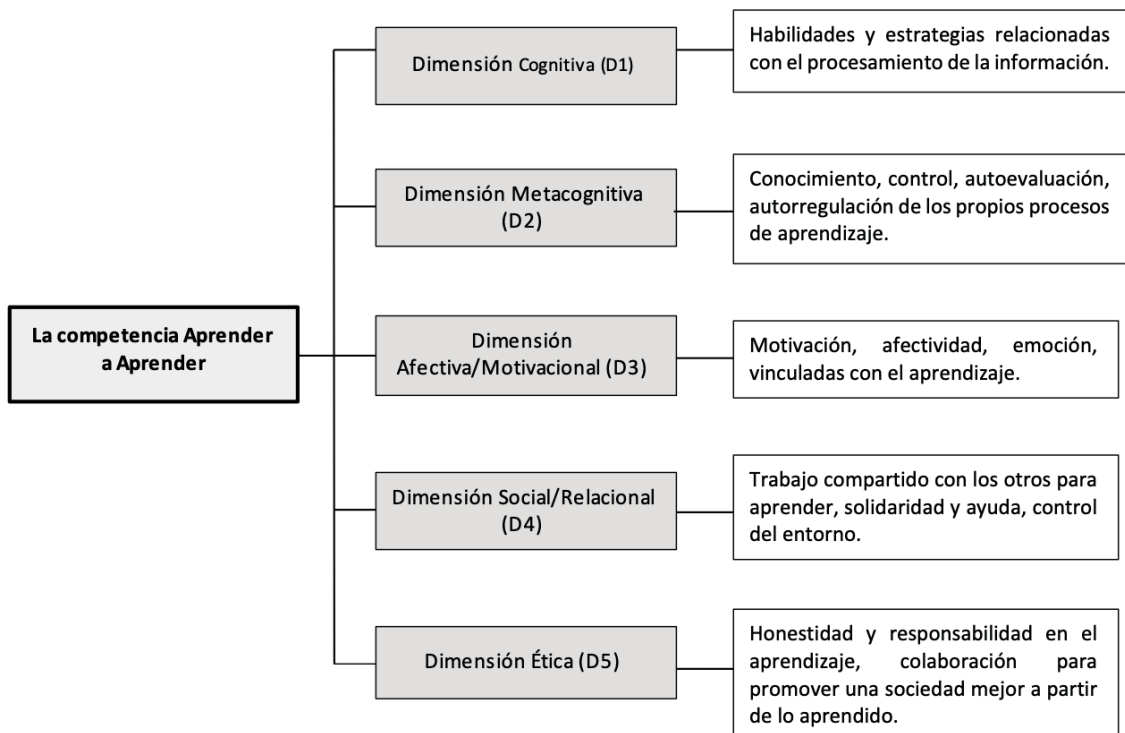 Dimensión Cognitiva (D1)
Habilidades y estrategias relacionadas
con el procesamiento de la información.
Dimensión Metacognitiva
(D2)
Conocimiento, control, autoevaluación,
autorregulación de los propios procesos
de aprendizaje.
La competencia Aprender
a Aprender
Dimensión
Afectiva/Motivacional (D3)
Motivación, afectividad, emoción,
vinculadas con el aprendizaje.
Dimensión Social/Relacional
(D4)
Trabajo compartido con los otros para
aprender, solidaridad y ayuda, control
del entorno.
Dimensión Ética (D5)
Honestidad y responsabilidad en el
aprendizaje, colaboración para
promover una sociedad mejor a partir
de lo aprendido.